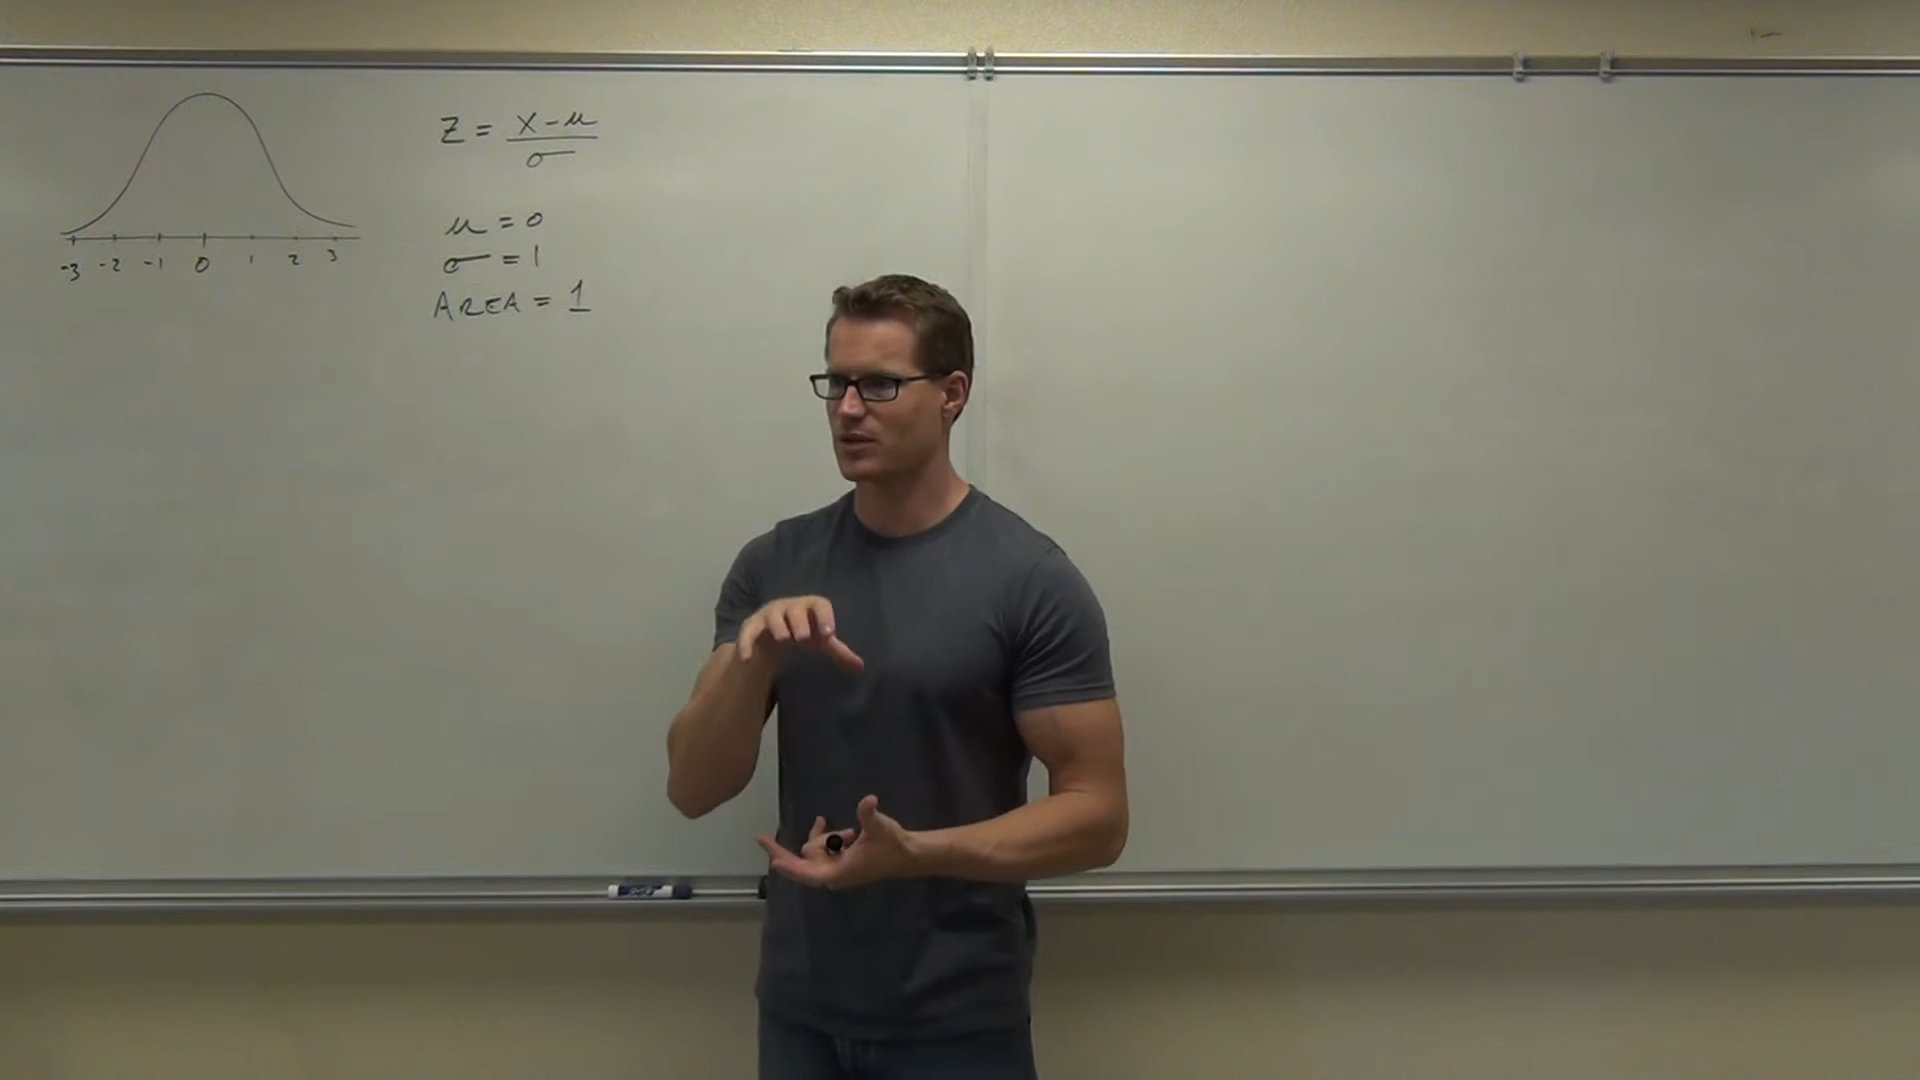 Z = X - μ / σ
μ = 0
σ = 1
AREA = 1
-3 -2 -1 0 1 2 3